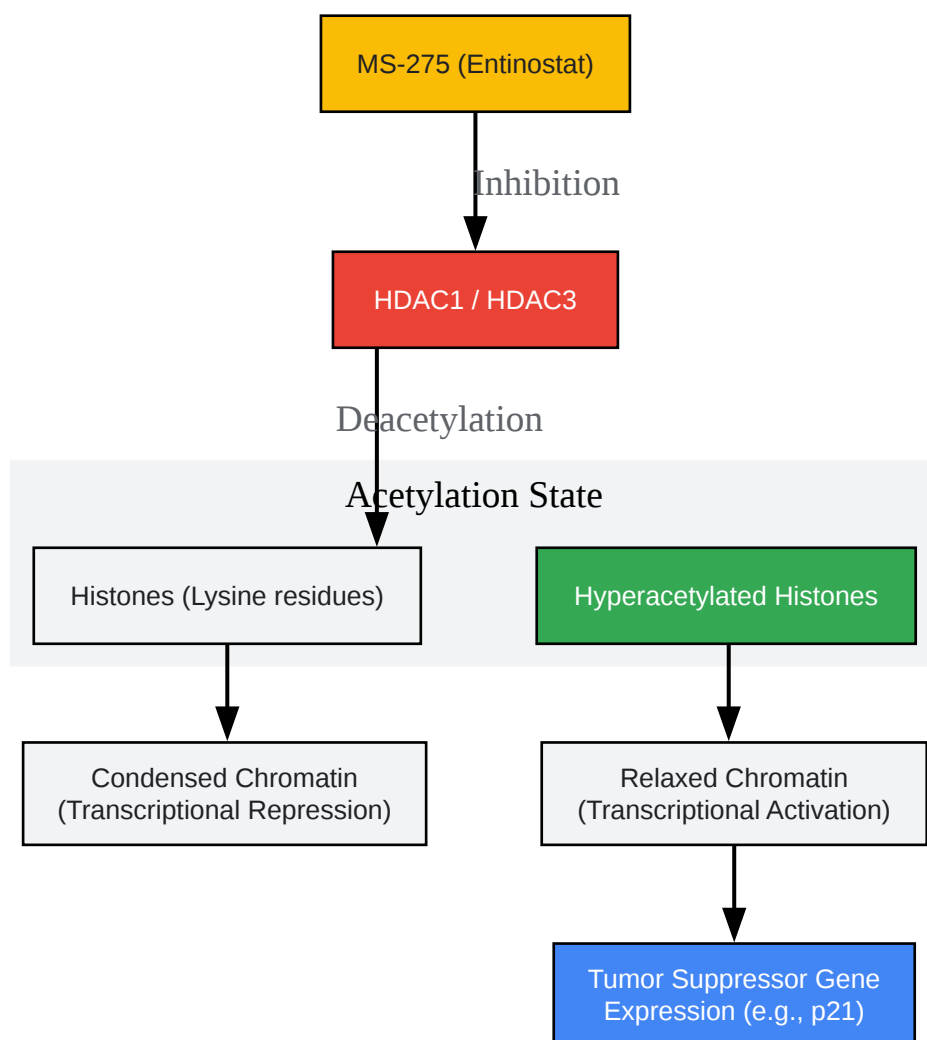 MS-275 (Entinostat)
Inhibition
HDAC1 / HDAC3
Deacetylation
Acetylation State
Histones (Lysine residues)
Hyperacetylated Histones
Condensed Chromatin
(Transcriptional Repression)
Relaxed Chromatin
(Transcriptional Activation)
Tumor Suppressor Gene
Expression (e.g., p21)